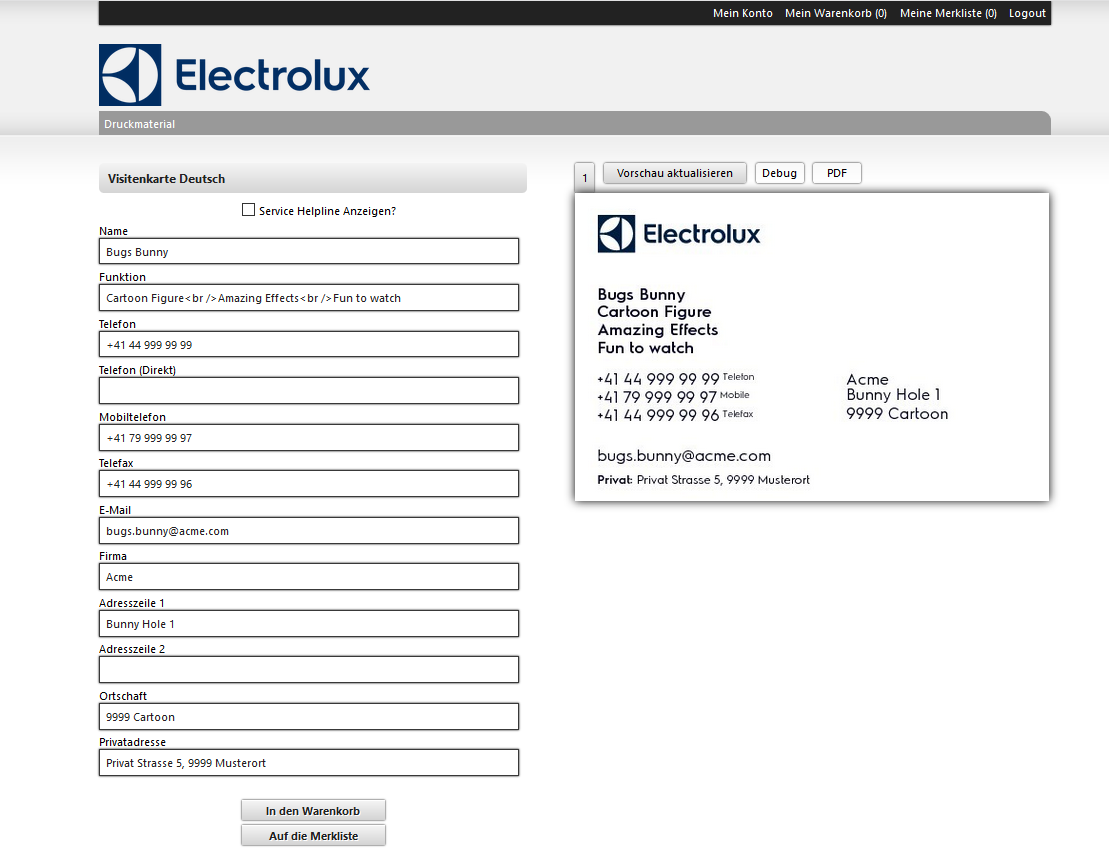 Mein Konto Mein Warenkorb (0) Meine Merkliste (0) Logout
Electrolux
Druckmaterial
Visitenkarte Deutsch
Service Helpline Anzeigen?
Name
Bugs Bunny
Funktion
Cartoon Figure<br />Amazing Effects<br />Fun to watch
Telefon
+41 44 999 99 99
Telefon (Direkt)
Mobiltelefon
+41 79 999 99 97
Telefax
+41 44 999 99 96
E-Mail
bugs.bunny@acme.com
Firma
Acme
Adresszeile 1
Bunny Hole 1
Adresszeile 2
Ortschaft
9999 Cartoon
Privatadresse
Privat Strasse 5, 9999 Musterort
In den Warenkorb
Auf die Merkliste
1 Vorschau aktualisieren Debug PDF
Electrolux
Bugs Bunny
Cartoon Figure
Amazing Effects
Fun to watch
+41 44 999 99 99 Telefon
+41 79 999 99 97 Mobile
+41 44 999 99 96 Telefax
Acme
Bunny Hole 1
9999 Cartoon
bugs.bunny@acme.com
Privat: Privat Strasse 5, 9999 Musterort